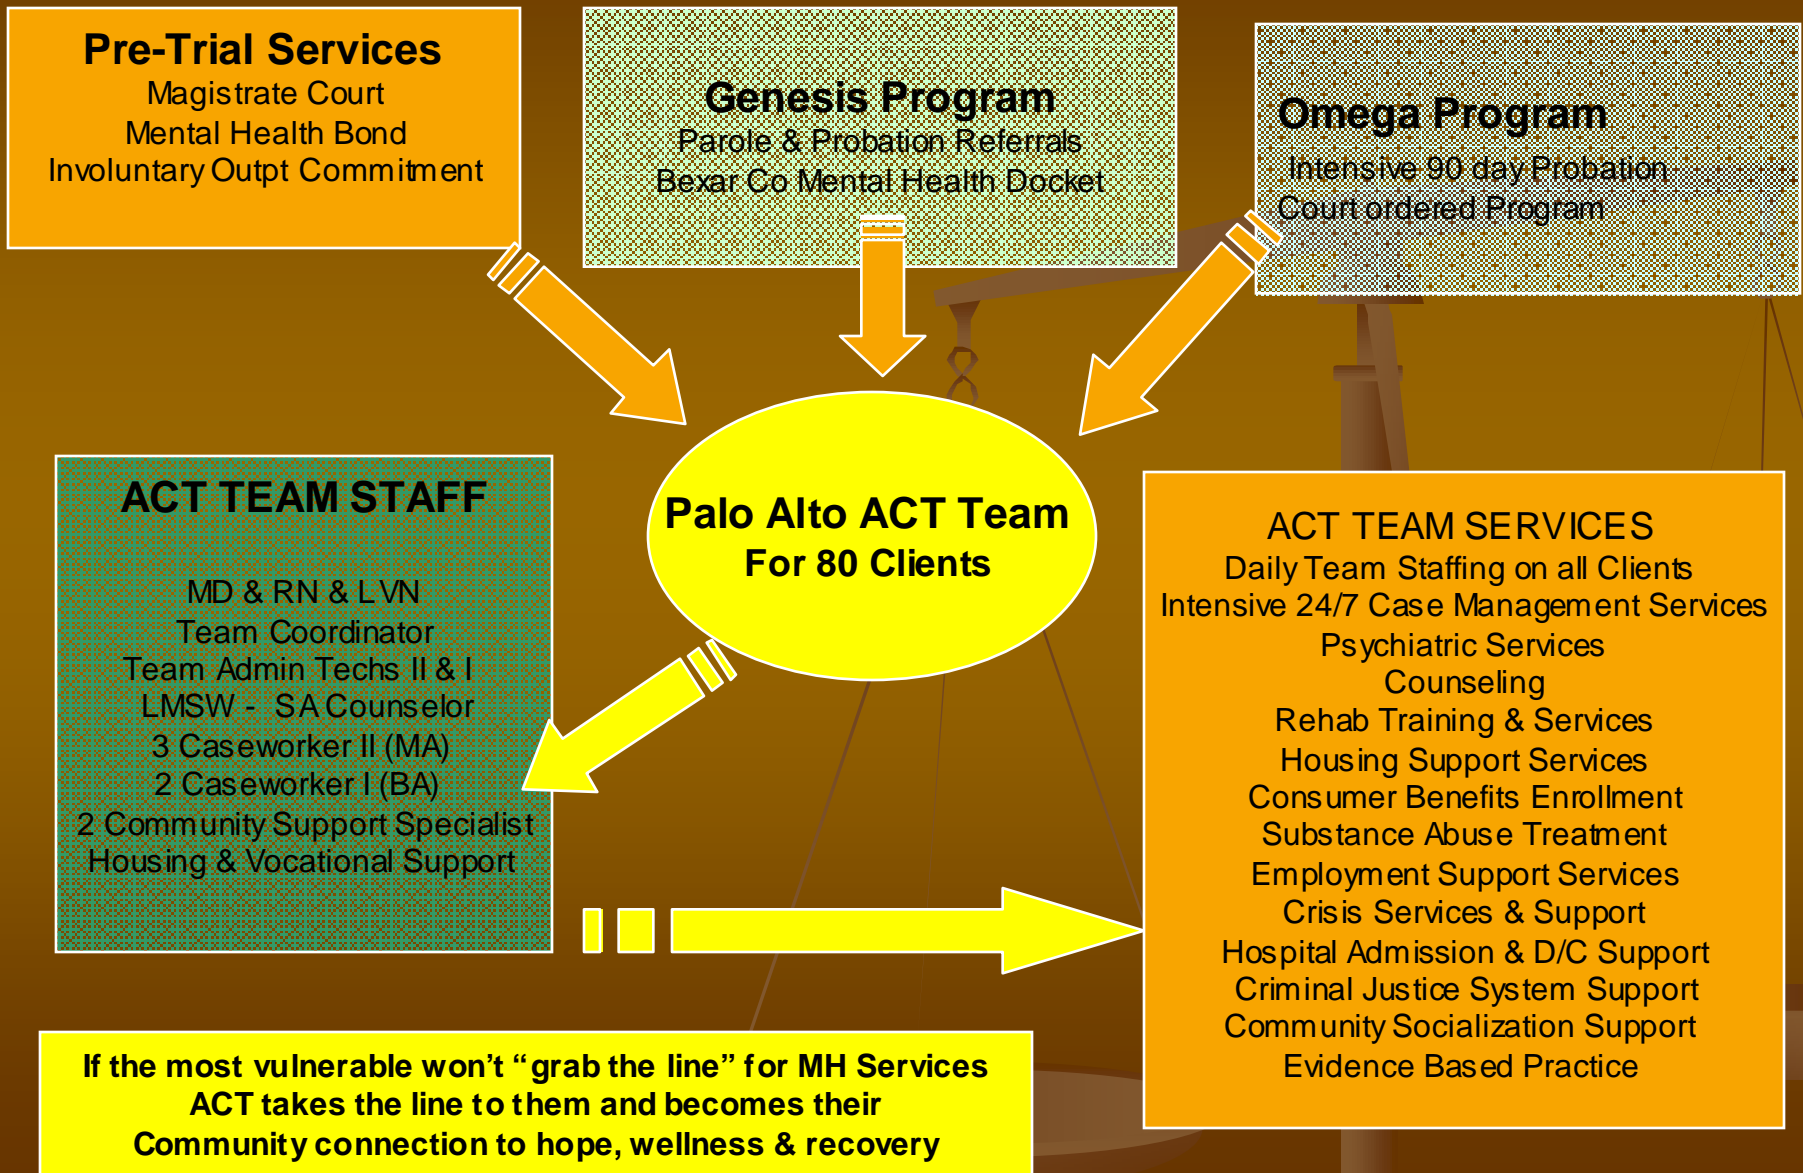 Pre-Trial Services
Magistrate Court
Mental Health Bond
Involuntary Outpt Commitment
Genesis Program
Parole & Probation Referrals
Bexar Co Mental Health Docket
Omega Program
Intensive 90 day Probation
Court ordered Program
Palo Alto ACT Team
For 80 Clients
ACT TEAM STAFF
MD & RN & LVN
Team Coordinator
Team Admin Techs II & I
LMSW - SA Counselor
3 Caseworker II (MA)
2 Caseworker I (BA)
2 Community Support Specialist
Housing & Vocational Support
ACT TEAM SERVICES
Daily Team Staffing on all Clients
Intensive 24/7 Case Management Services
Psychiatric Services
Counseling
Rehab Training & Services
Housing Support Services
Consumer Benefits Enrollment
Substance Abuse Treatment
Employment Support Services
Crisis Services & Support
Hospital Admission & D/C Support
Criminal Justice System Support
Community Socialization Support
Evidence Based Practice
If the most vulnerable won’t “grab the line” for MH Services
ACT takes the line to them and becomes their
Community connection to hope, wellness & recovery